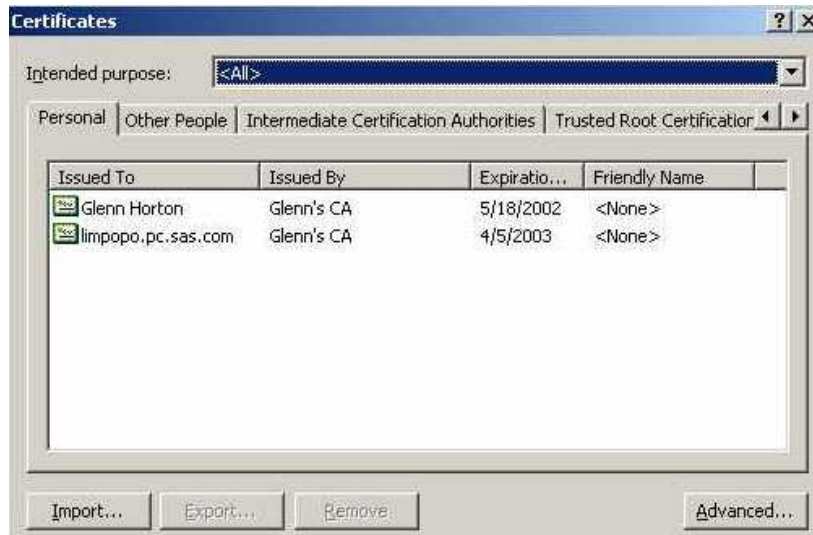 Certificates
Intended purpose: <All>
Personal Other People Intermediate Certification Authorities Trusted Root Certification
Issued To Issued By Expiratio... Friendly Name
Glenn Horton Glenn's CA 5/18/2002 <None>
limpopo.pc.sas.com Glenn's CA 4/5/2003 <None>
Import... Export... Remove Advanced...